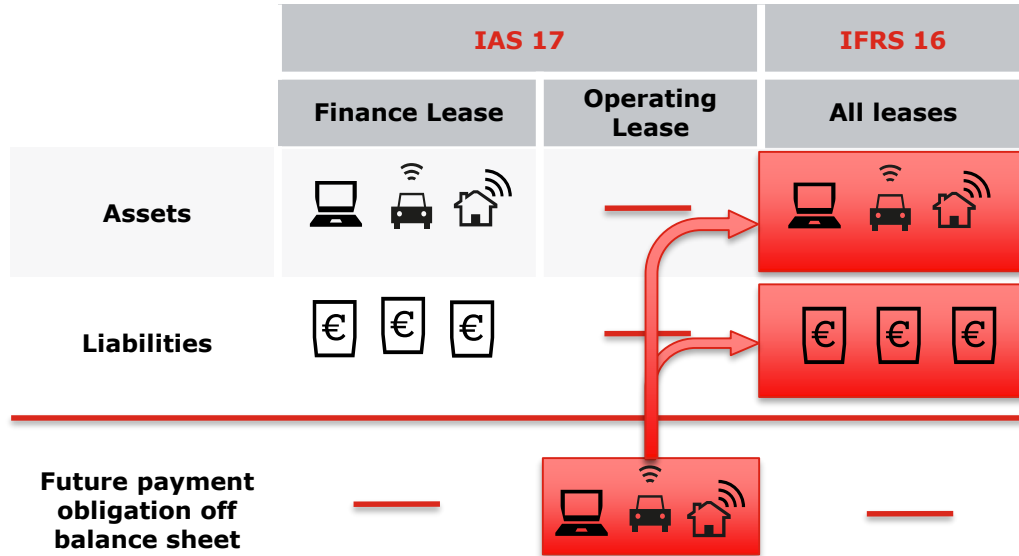 IAS 17
IFRS 16
Finance Lease
Operating
Lease
All leases
Assets
Liabilities
€
€
€
€
€
€
Future payment
obligation off
balance sheet